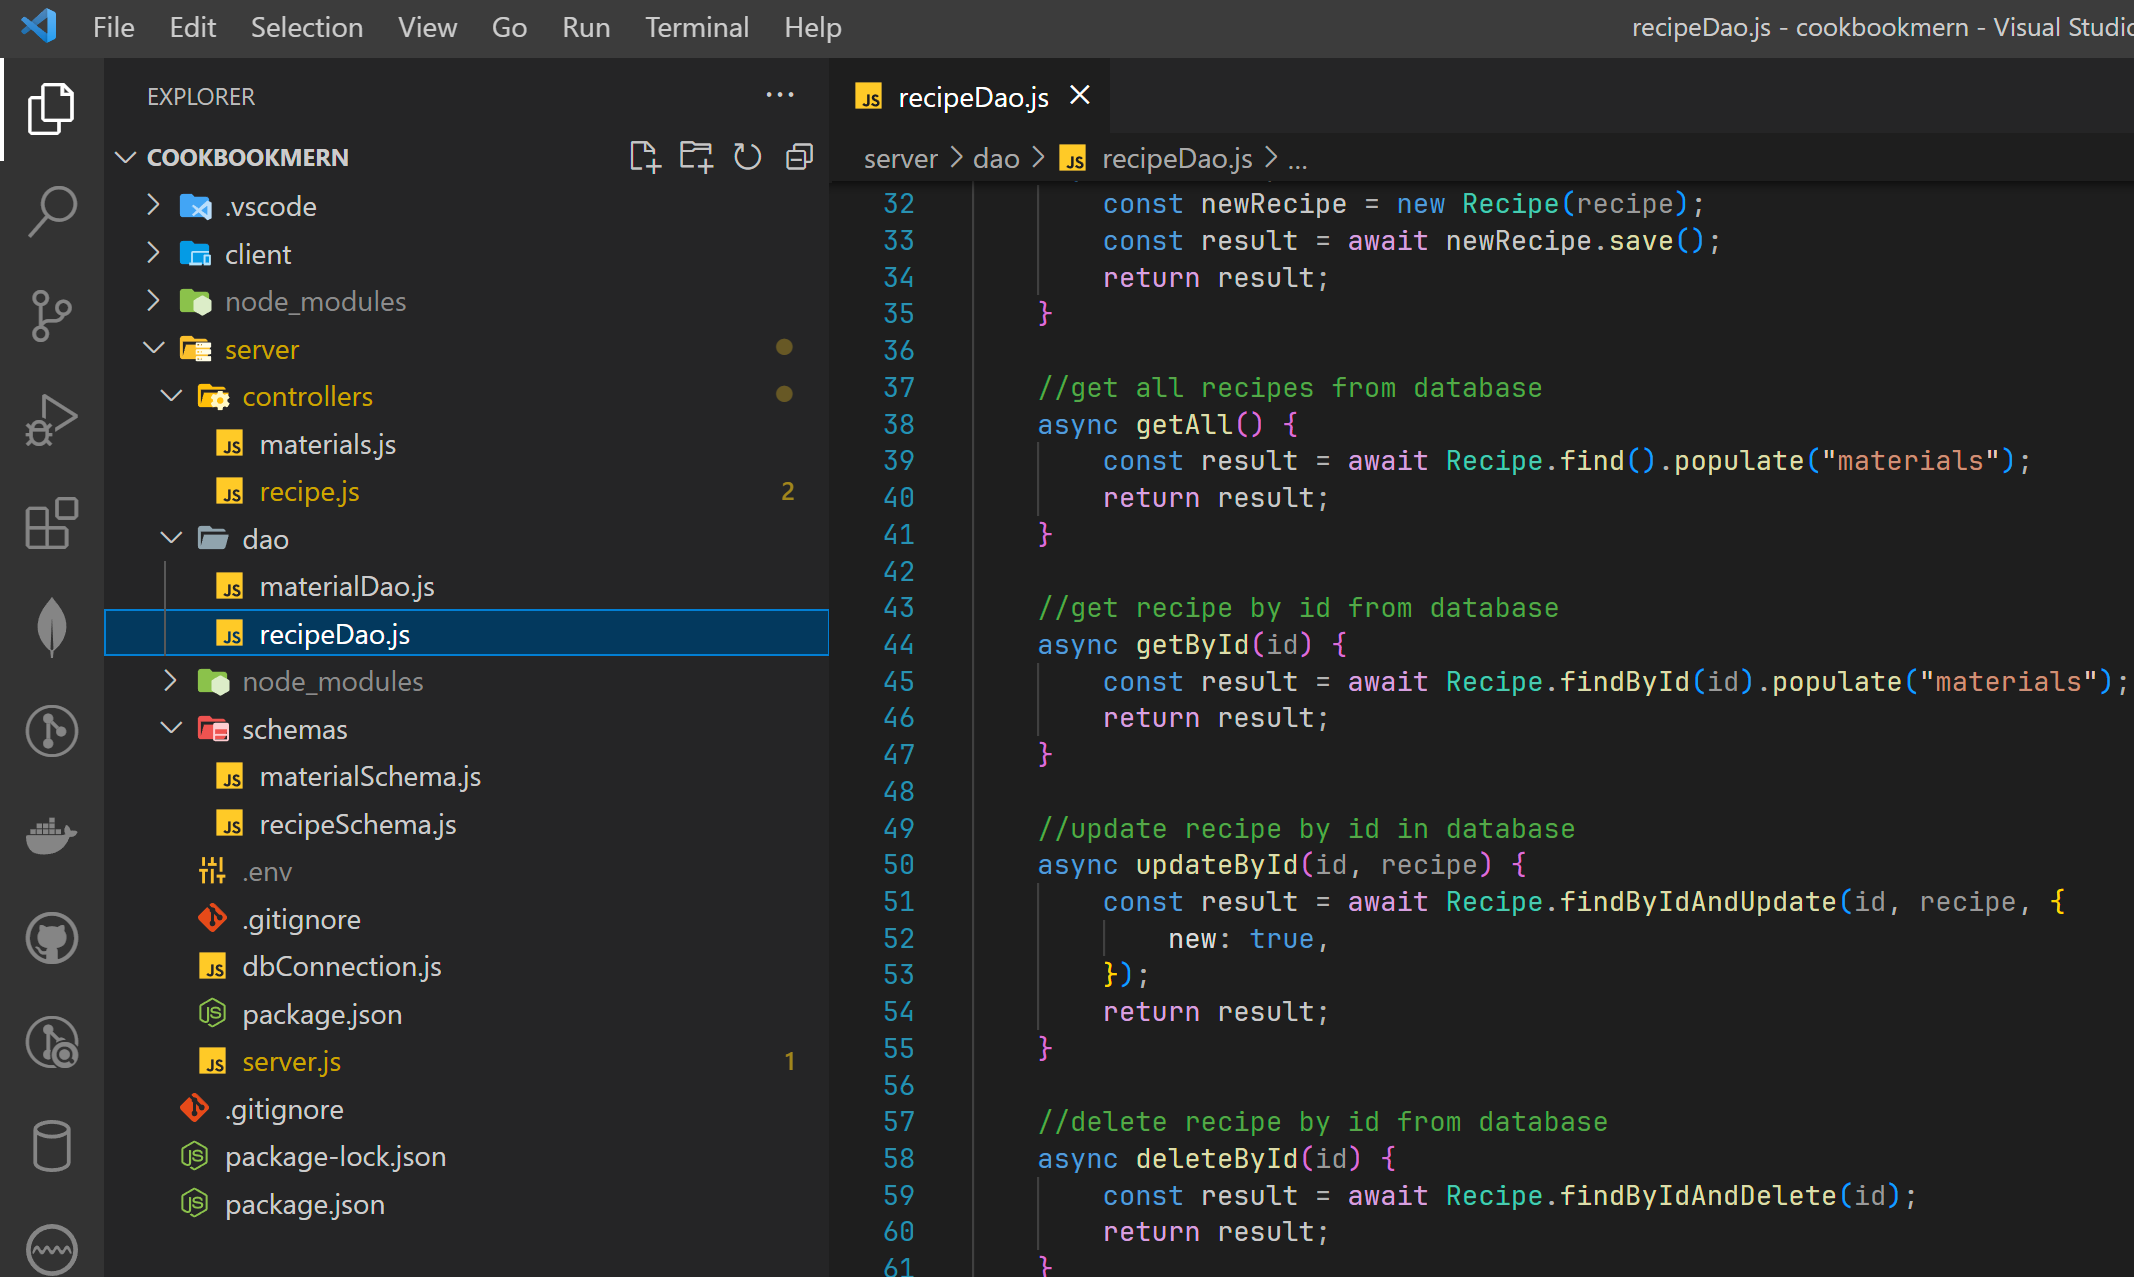 File Edit Selection View Go Run Terminal Help
recipeDao.js - cookbookmern - Visual
EXPLORER
COOKBOOKMERN
.vscode
client
node_modules
server
controllers
materials.js
recipe.js 2
dao
materialDao.js
recipeDao.js
node_modules
schemas
materialSchema.js
recipeSchema.js
.env
.gitignore
dbConnection.js
package.json
server.js 1
.gitignore
package-lock.json
package.json
JS recipeDao.js
server > dao > JS recipeDao.js > ...
32 const newRecipe = new Recipe(recipe);
33 const result = await newRecipe.save();
34 return result;
35 }
36
37 //get all recipes from database
38 async getAll() {
39 const result = await Recipe.find().populate("materials");
40 return result;
41 }
42
43 //get recipe by id from database
44 async getById(id) {
45 const result = await Recipe.findById(id).populate("materials");
46 return result;
47 }
48
49 //update recipe by id in database
50 async updateById(id, recipe) {
51 const result = await Recipe.findByIdAndUpdate(id, recipe, {
52 new: true,
53 });
54 return result;
55 }
56
57 //delete recipe by id from database
58 async deleteById(id) {
59 const result = await Recipe.findByIdAndDelete(id);
60 return result;
61 }